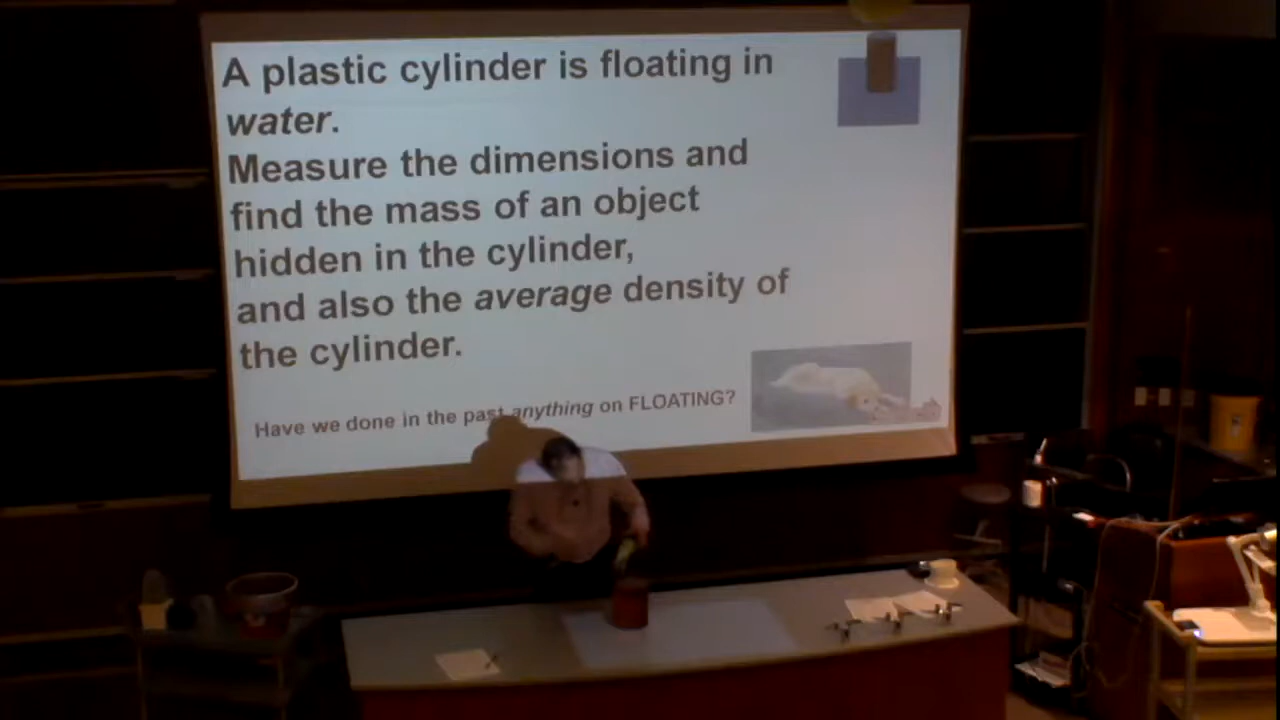 A plastic cylinder is floating in
water.
Measure the dimensions and
find the mass of an object
hidden in the cylinder,
and also the average density of
the cylinder.
Have we done in the past anything on FLOATING?